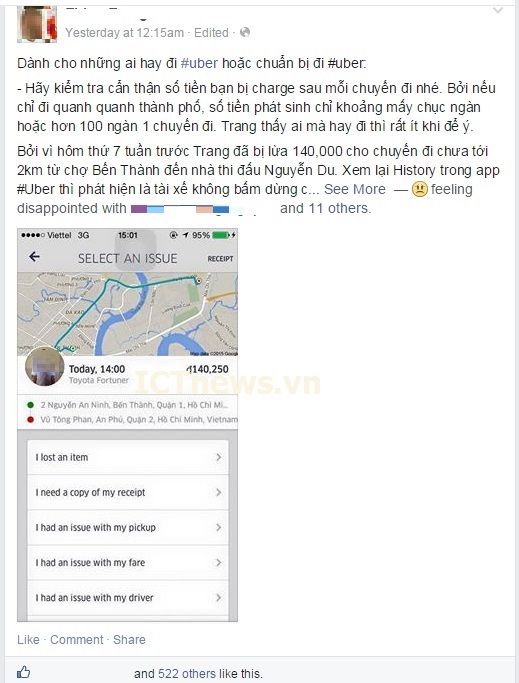 Yesterday at 12:15am · Edited ·
Dành cho những ai hay đi #uber hoặc chuẩn bị đi #uber:
- Hãy kiểm tra cẩn thận số tiền bạn bị charge sau mỗi chuyến đi nhé. Bởi nếu
chỉ đi quanh quanh thành phố, số tiền phát sinh chỉ khoảng mấy chục ngàn
hoặc hơn 100 ngàn 1 chuyến đi. Trang thấy ai mà hay đi thì rất ít khi để ý.
Bởi vì hôm thứ 7 tuần trước Trang đã bị lừa 140,000 cho chuyến đi chưa tới
2km từ chợ Bến Thành đến nhà thi đấu Nguyễn Du. Xem lại History trong app
#Uber thì phát hiện là tài xế không bấm dừng c... See More — feeling
disappointed with and 11 others.
Viettel 3G 15:01 95%
SELECT AN ISSUE RECEIPT
Map data ©2015 Google
Today, 14:00 ₫140,250
Toyota Fortuner
ICTnews.vn
2 Nguyễn An Ninh, Bến Thành, Quận 1, Hồ Chí Mi...
Vũ Tông Phan, An Phú, Quận 2, Hồ Chí Minh, Vietnam
I lost an item
I need a copy of my receipt
I had an issue with my pickup
I had an issue with my fare
I had an issue with my driver
Like · Comment · Share
and 522 others like this.